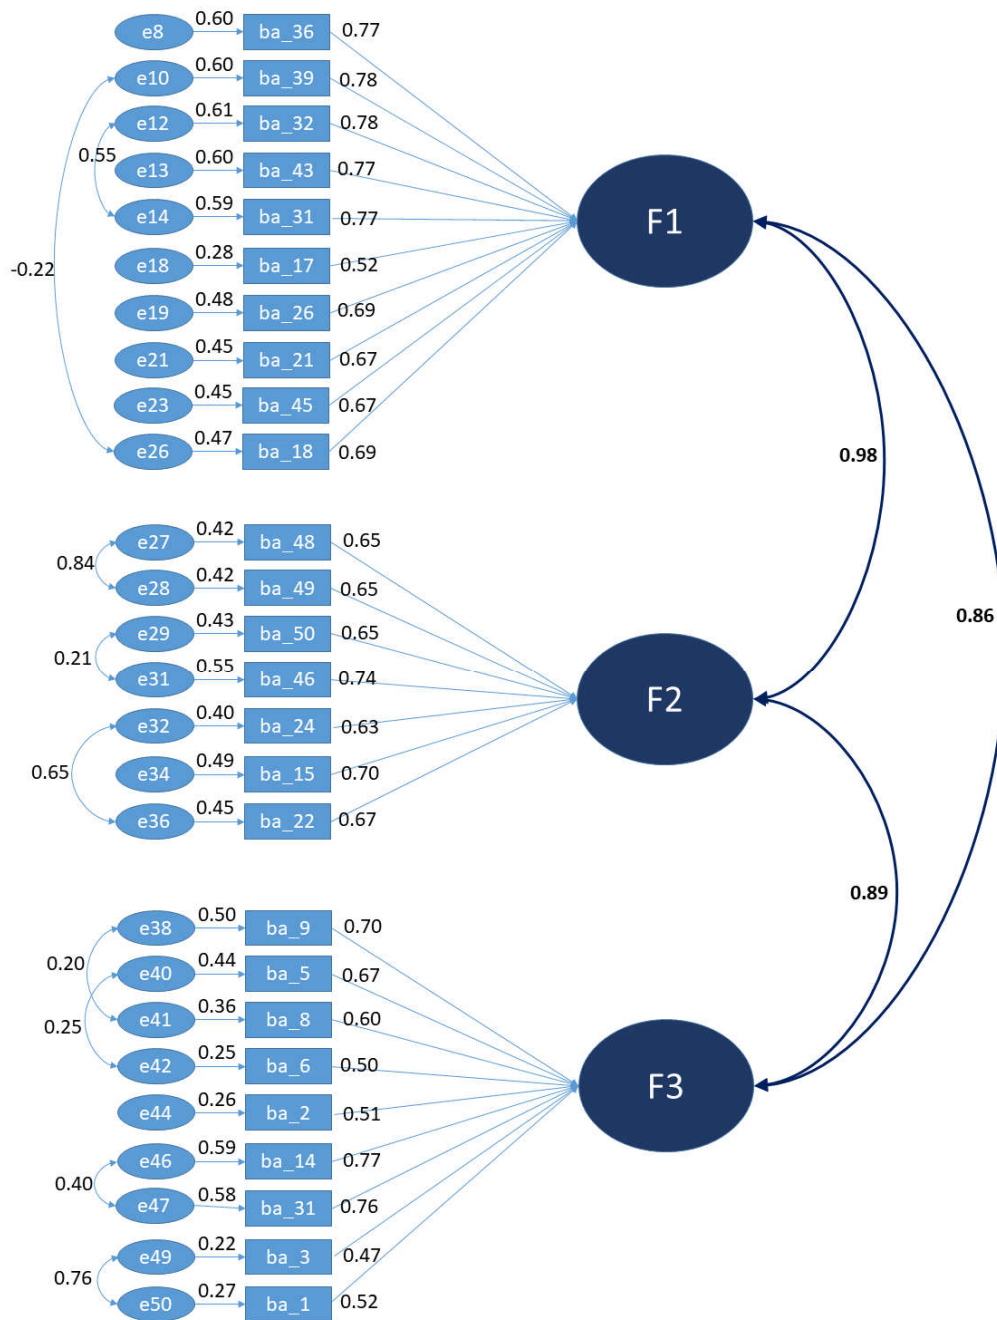 e8 0.60 ba_36 0.77
e10 0.60 ba_39 0.78
e12 0.61 ba_32 0.78
0.55 e13 0.60 ba_43 0.77
e14 0.59 ba_31 0.77
F1
-0.22 e18 0.28 ba_17 0.52
e19 0.48 ba_26 0.69
e21 0.45 ba_21 0.67
e23 0.45 ba_45 0.67
e26 0.47 ba_18 0.69
0.98
e27 0.42 ba_48 0.65
0.84
e28 0.42 ba_49 0.65
0.86
e29 0.43 ba_50 0.65
0.21
e31 0.55 ba_46 0.74
F2
e32 0.40 ba_24 0.63
0.65 e34 0.49 ba_15 0.70
e36 0.45 ba_22 0.67
0.89
e38 0.50 ba_9 0.70
0.20
e40 0.44 ba_5 0.67
0.25
e41 0.36 ba_8 0.60
e42 0.25 ba_6 0.50
F3
e44 0.26 ba_2 0.51
e46 0.59 ba_14 0.77
0.40
e47 0.58 ba_31 0.76
e49 0.22 ba_3 0.47
0.76
e50 0.27 ba_1 0.52